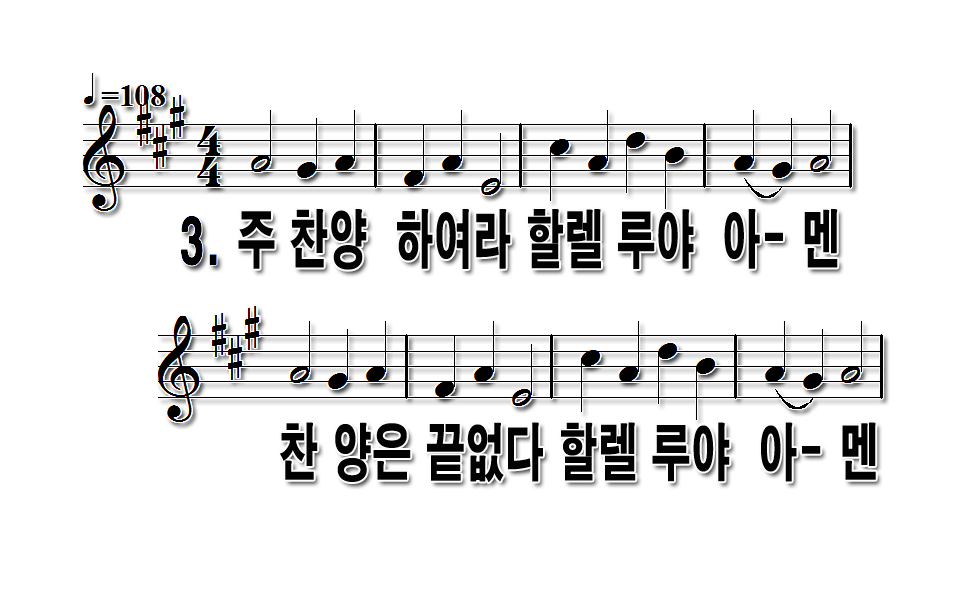 ♩=108
3. 주 찬양 하여라 할렐 루야 아- 멘
찬 양은 끝없다 할렐 루야 아- 멘